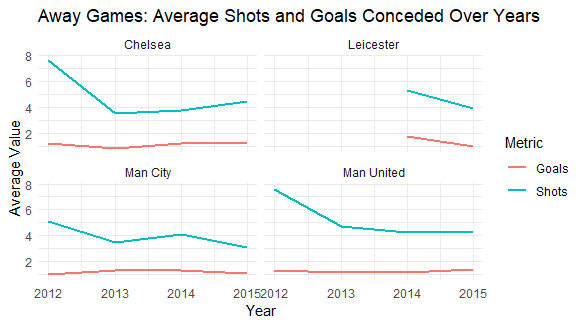 Away Games: Average Shots and Goals Conceded Over Years
Chelsea Leicester
8
6
4
2
Man City Man United
8
6
4
2
Average Value
2012 2013 2014 2015 2012 2013 2014 2015
Year
Metric
Goals
Shots